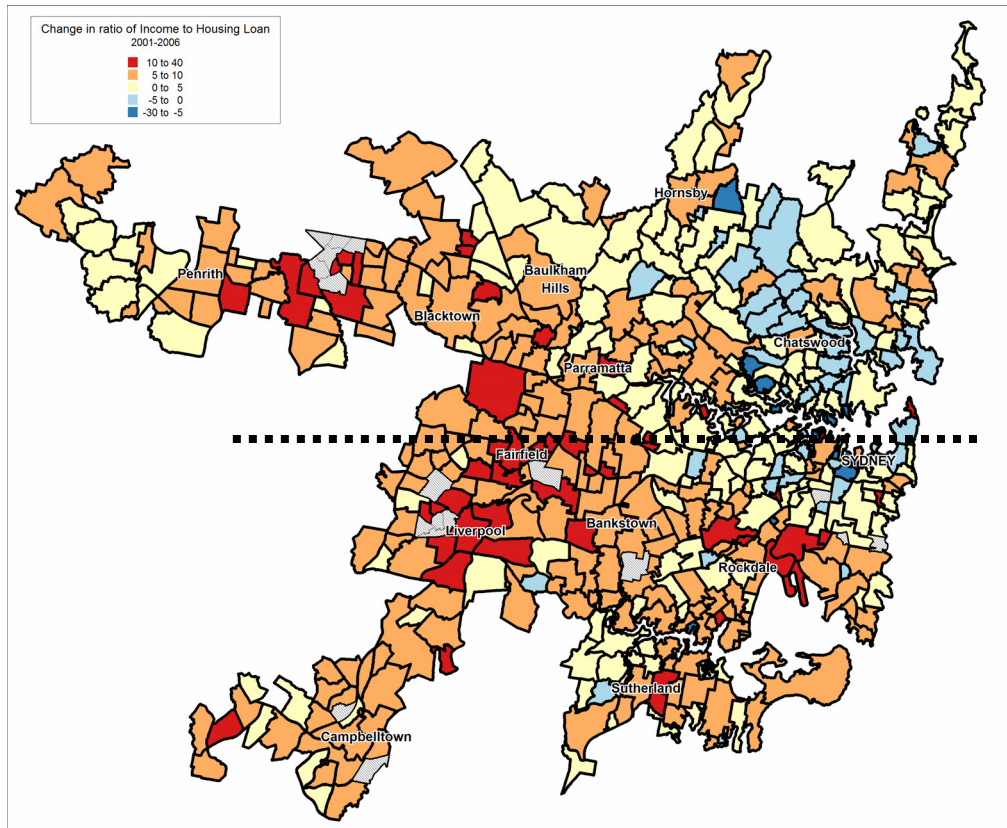 Change in ratio of Income to Housing Loan
2001-2006
10 to 40
5 to 10
0 to 5
-5 to 0
-30 to -5
Hornsby
Penrith
Baulkham
Hills
Blacktown
Chatswood
Parramatta
Fairfield
SYDNEY
Bankstown
Liverpool
Rockdale
Sutherland
Campbelltown